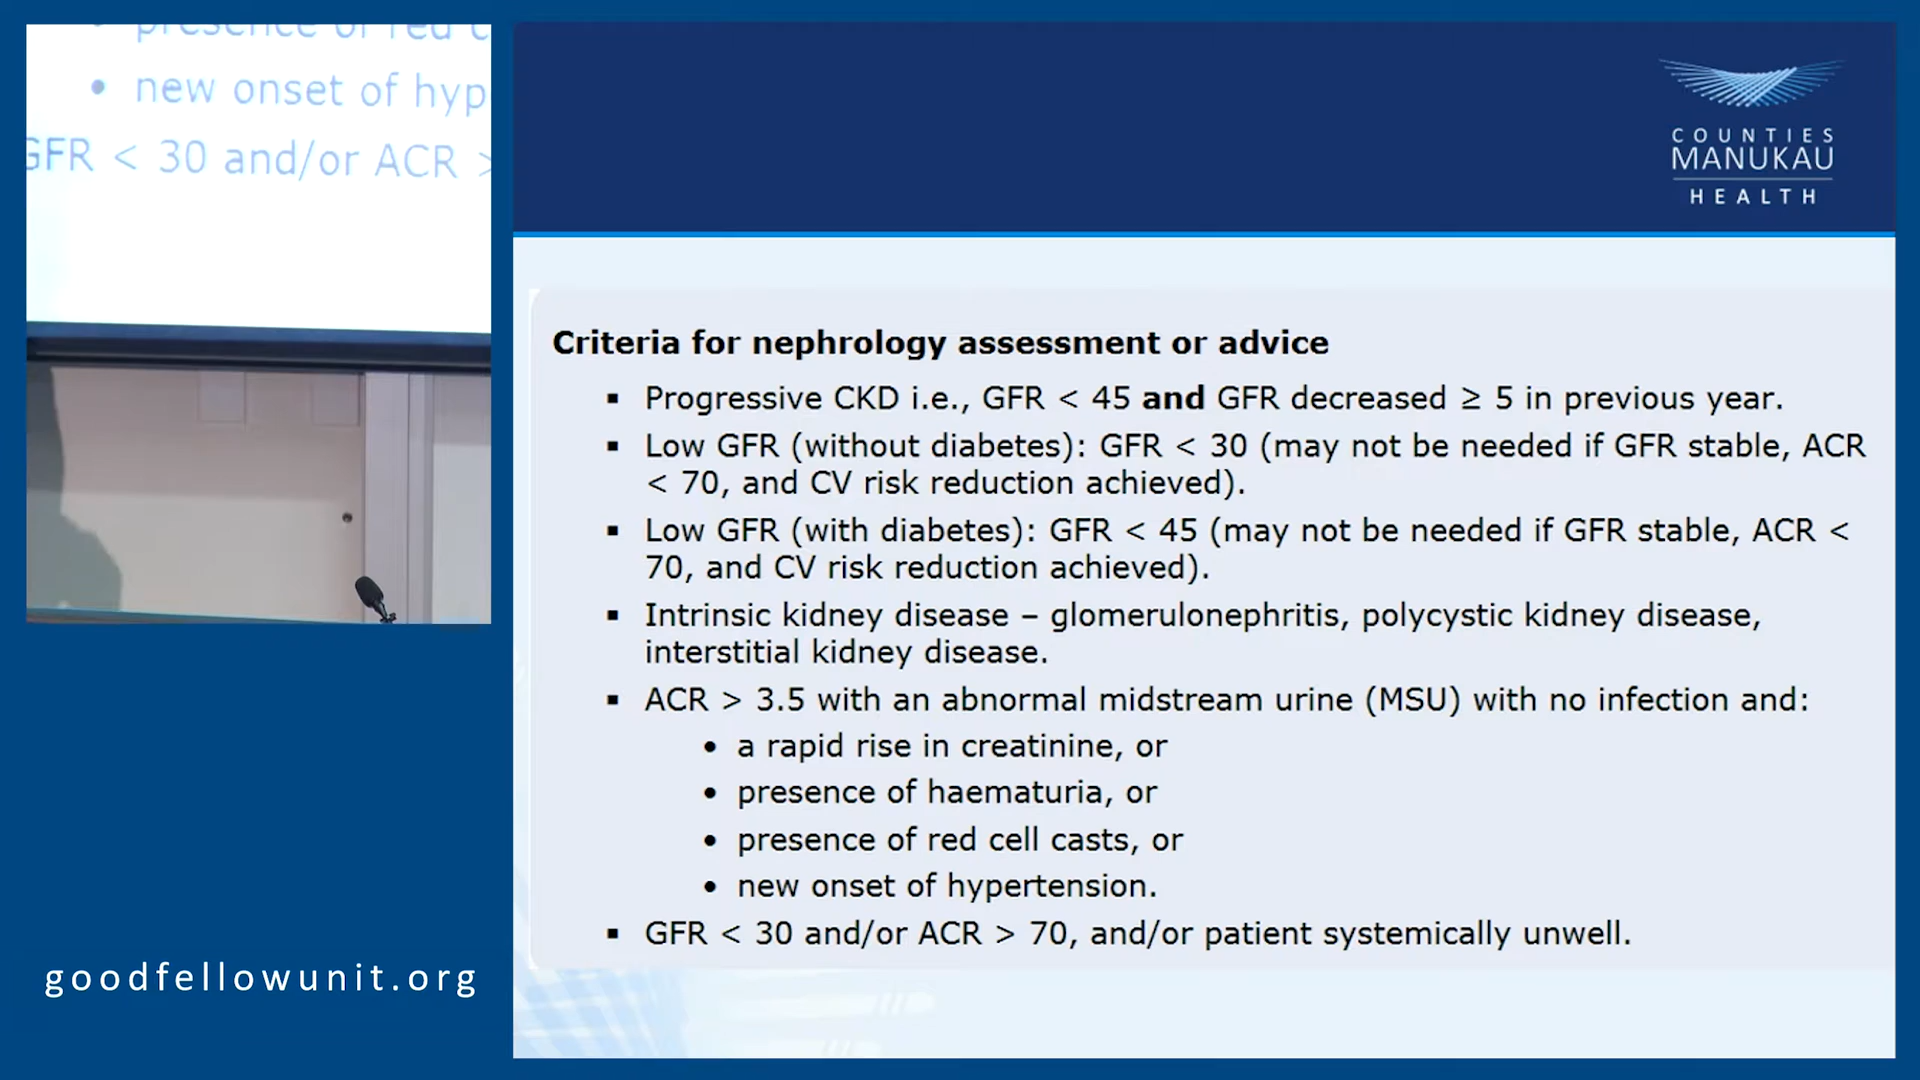 presence of red c
• new onset of hyp
GFR < 30 and/or ACR >
COUNTIES
MANUKAU
HEALTH
Criteria for nephrology assessment or advice
▪ Progressive CKD i.e., GFR < 45 and GFR decreased ≥ 5 in previous year.
▪ Low GFR (without diabetes): GFR < 30 (may not be needed if GFR stable, ACR
< 70, and CV risk reduction achieved).
▪ Low GFR (with diabetes): GFR < 45 (may not be needed if GFR stable, ACR <
70, and CV risk reduction achieved).
▪ Intrinsic kidney disease – glomerulonephritis, polycystic kidney disease,
interstitial kidney disease.
▪ ACR > 3.5 with an abnormal midstream urine (MSU) with no infection and:
• a rapid rise in creatinine, or
• presence of haematuria, or
• presence of red cell casts, or
• new onset of hypertension.
▪ GFR < 30 and/or ACR > 70, and/or patient systemically unwell.
goodfellowunit.org